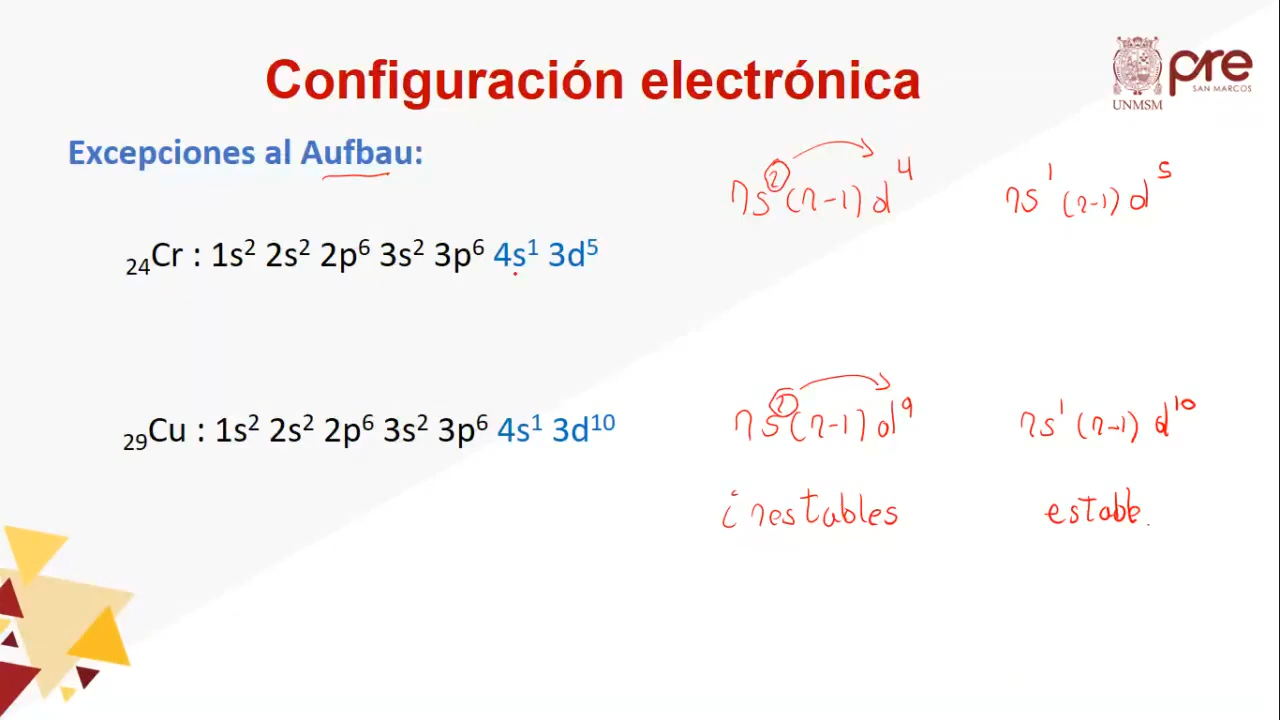 Configuración electrónica
UNMSM
pre
SAN MARCOS
Excepciones al Aufbau:
ns² (n-1) d⁴
ns¹ (n-1) d⁵
₂₄Cr : 1s² 2s² 2p⁶ 3s² 3p⁶ 4s¹ 3d⁵
ns² (n-1) d⁹
ns¹ (n-1) d¹⁰
₂₉Cu : 1s² 2s² 2p⁶ 3s² 3p⁶ 4s¹ 3d¹⁰
inestables
estable.